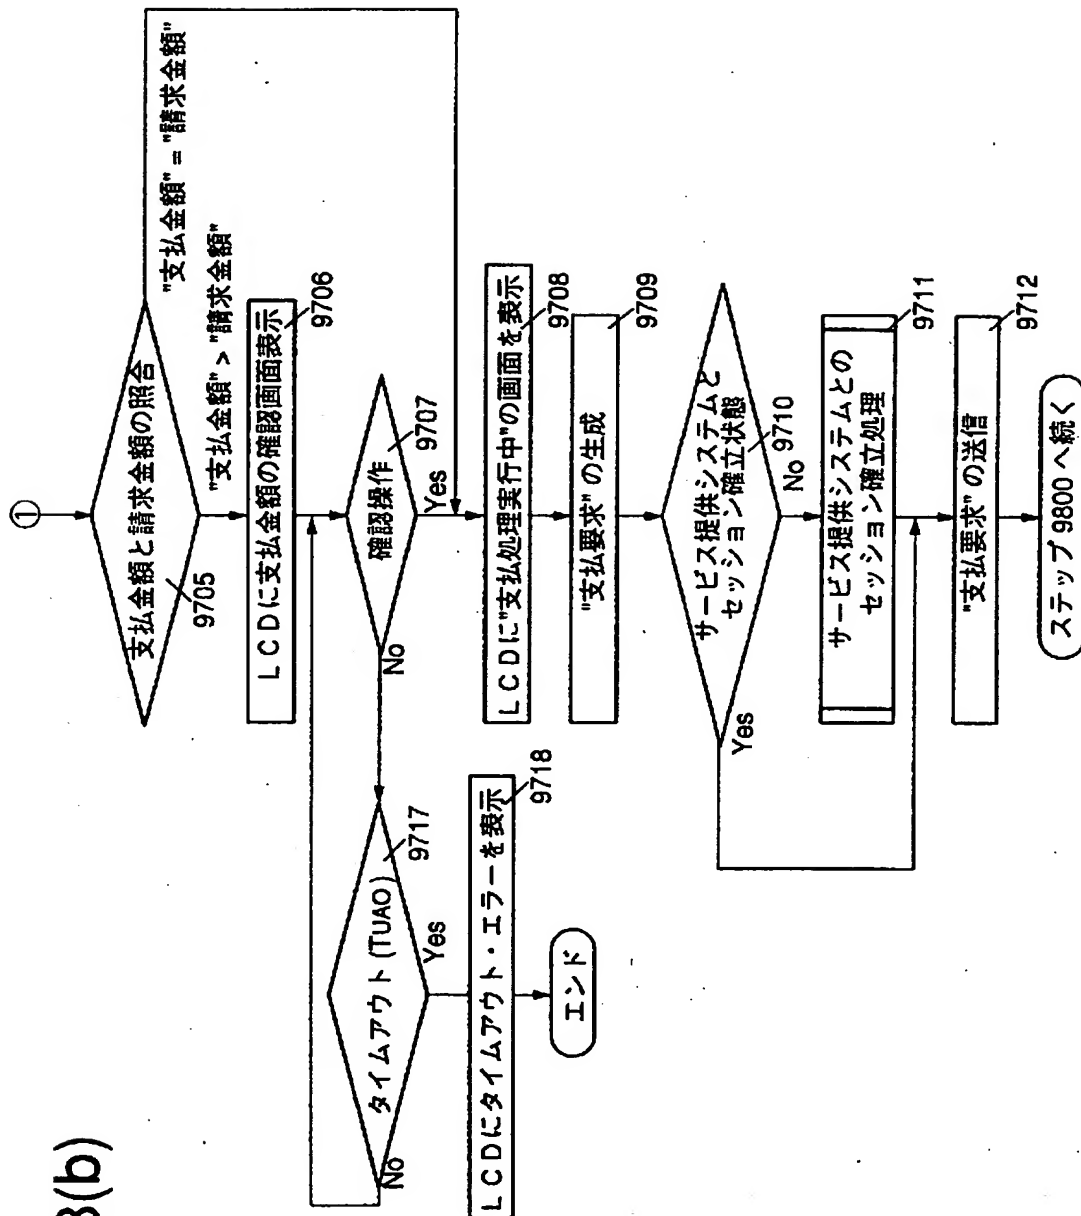 ①
支払金額と請求金額の照合
9705
"支払金額" = "請求金額"
"支払金額" > "請求金額"
ＬＣＤに支払金額の確認画面表示
9706
確認操作
9707
Yes
No
タイムアウト(TUAO)
9717
No
Yes
ＬＣＤにタイムアウト・エラーを表示
9718
エンド
ＬＣＤに"支払処理実行中"の画面を表示
9708
"支払要求"の生成
9709
サービス提供システムと
セッション確立状態
9710
Yes
No
サービス提供システムとの
セッション確立処理
9711
"支払要求"の送信
9712
ステップ 9800 へ続く
(b)